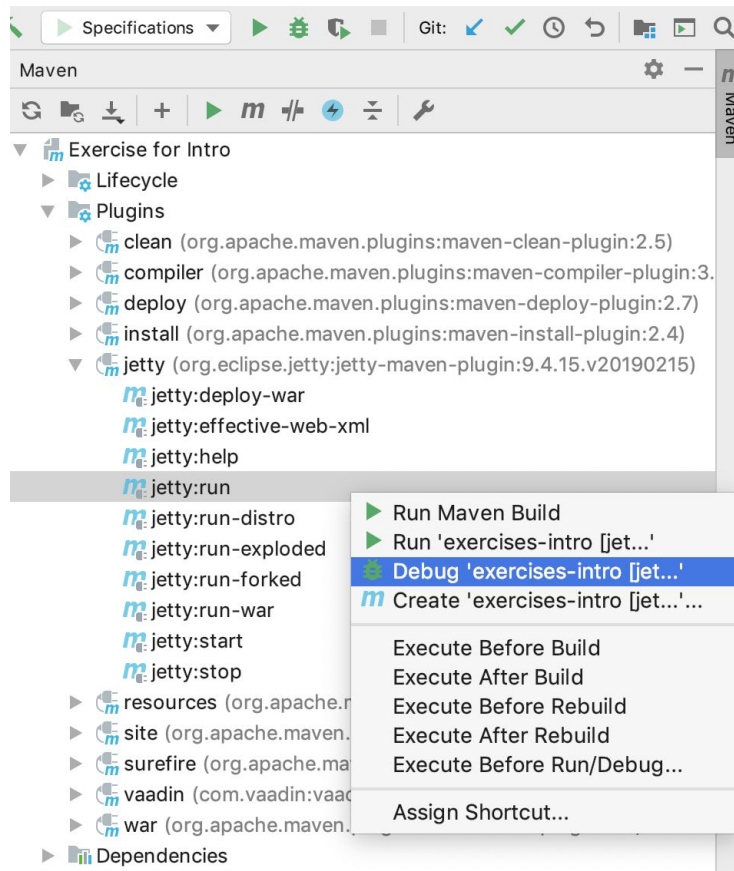 Specifications Git:
Maven
Maven
Exercise for Intro
Lifecycle
Plugins
clean (org.apache.maven.plugins:maven-clean-plugin:2.5)
compiler (org.apache.maven.plugins:maven-compiler-plugin:3.
deploy (org.apache.maven.plugins:maven-deploy-plugin:2.7)
install (org.apache.maven.plugins:maven-install-plugin:2.4)
jetty (org.eclipse.jetty:jetty-maven-plugin:9.4.15.v20190215)
jetty:deploy-war
jetty:effective-web-xml
jetty:help
jetty:run
jetty:run-distro
jetty:run-exploded
jetty:run-forked
jetty:run-war
jetty:start
jetty:stop
resources (org.apache.
site (org.apache.maven.
surefire (org.apache.ma
vaadin (com.vaadin:vaad
war (org.apache.maven.
Dependencies
Run Maven Build
Run 'exercises-intro [jet...'
Debug 'exercises-intro [jet...'
Create 'exercises-intro [jet...'...
Execute Before Build
Execute After Build
Execute Before Rebuild
Execute After Rebuild
Execute Before Run/Debug...
Assign Shortcut...